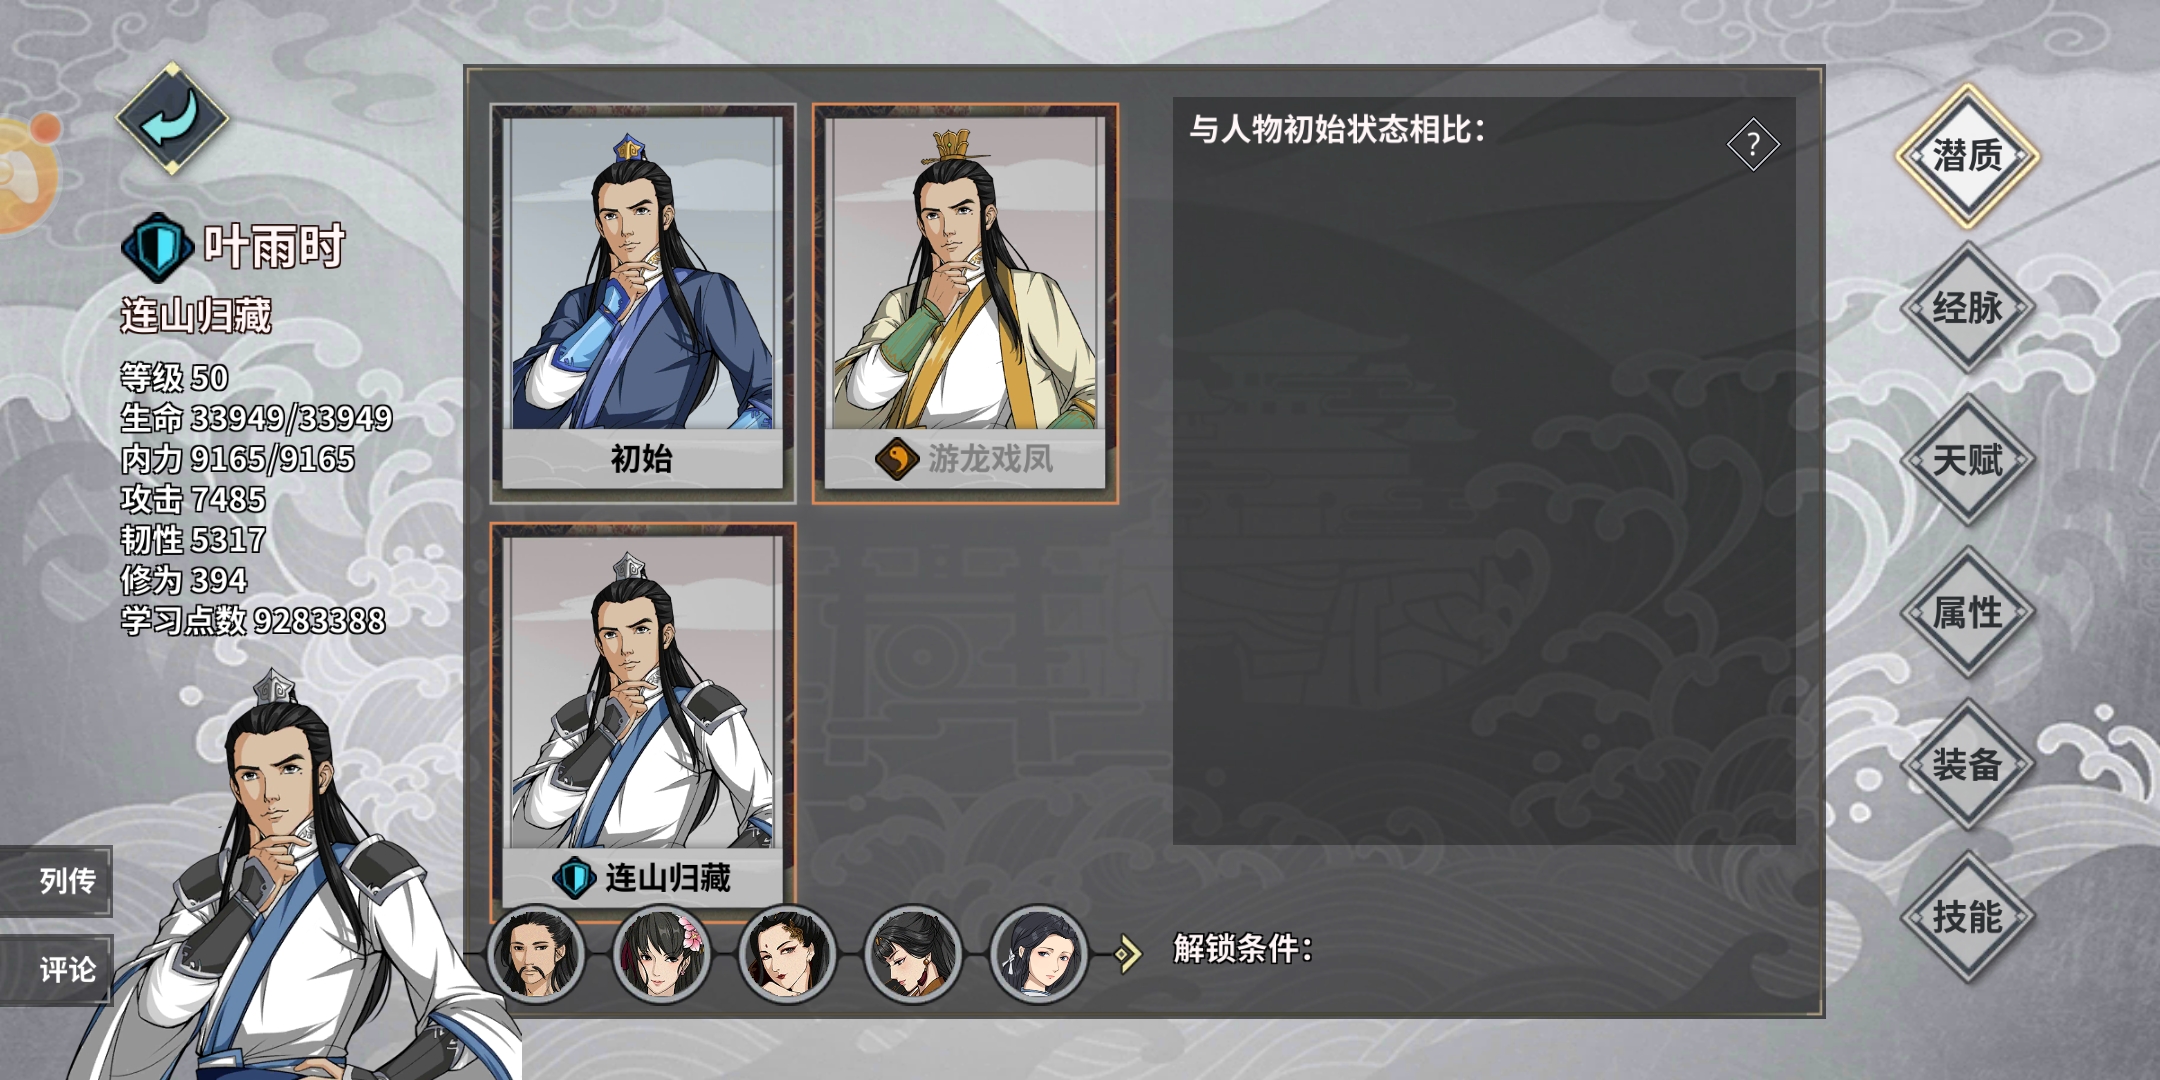 叶雨时
连山归藏
等级 50
生命 33949/33949
内力 9165/9165
攻击 7485
韧性 5317
修为 394
学习点数 9283388
列传
评论
初始
游龙戏凤
连山归藏
与人物初始状态相比：
?
解锁条件：
潜质
经脉
天赋
属性
装备
技能